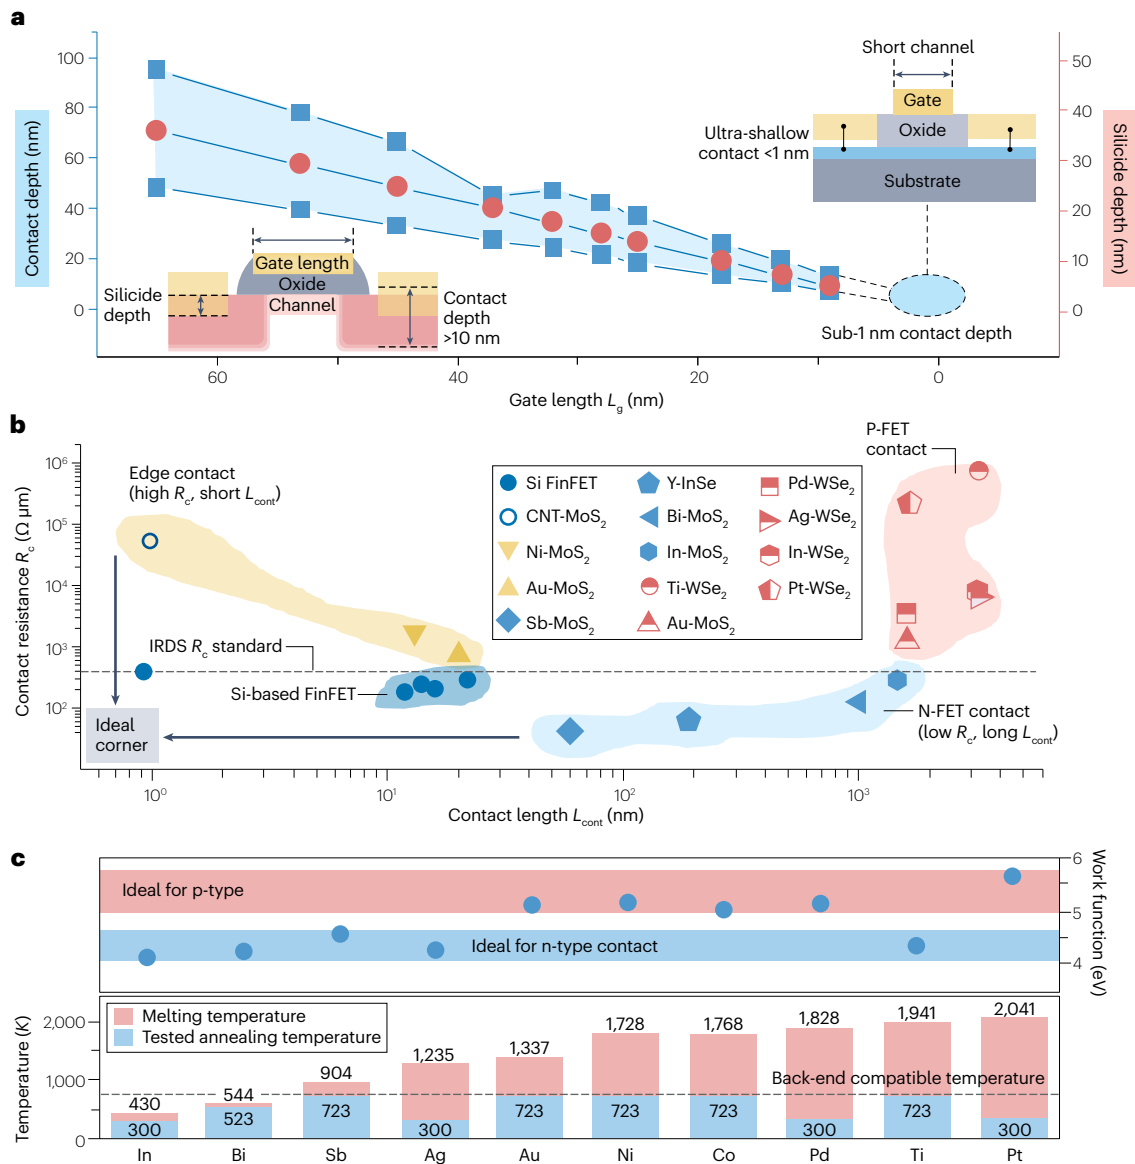 a
Contact depth (nm)
100
80
60
40
20
0
Silicide depth (nm)
50
40
30
20
10
0
Short channel
Gate
Oxide
Ultra-shallow
contact <1 nm
Substrate
Gate length
Oxide
Channel
Silicide
depth
Contact
depth
>10 nm
Sub-1 nm contact depth
60
40
20
0
Gate length Lg (nm)
b
Contact resistance Rc (Ω μm)
10⁶
10⁵
10⁴
10³
10²
Edge contact
(high Rc, short Lcont)
IRDS Rc standard
Si-based FinFET
Ideal
corner
Si FinFET
CNT-MoS₂
Ni-MoS₂
Au-MoS₂
Sb-MoS₂
Y-InSe
Bi-MoS₂
In-MoS₂
Ti-WSe₂
Au-MoS₂
Pd-WSe₂
Ag-WSe₂
In-WSe₂
Pt-WSe₂
P-FET
contact
N-FET contact
(low Rc, long Lcont)
10⁰
10¹
10²
10³
Contact length Lcont (nm)
c
Ideal for p-type
Ideal for n-type contact
6
5
4
Work function (eV)
Temperature (K)
2,000
1,000
0
Melting temperature
Tested annealing temperature
Back-end compatible temperature
430
544
904
1,235
1,337
1,728
1,768
1,828
1,941
2,041
300
523
723
300
723
723
723
300
723
300
In
Bi
Sb
Ag
Au
Ni
Co
Pd
Ti
Pt